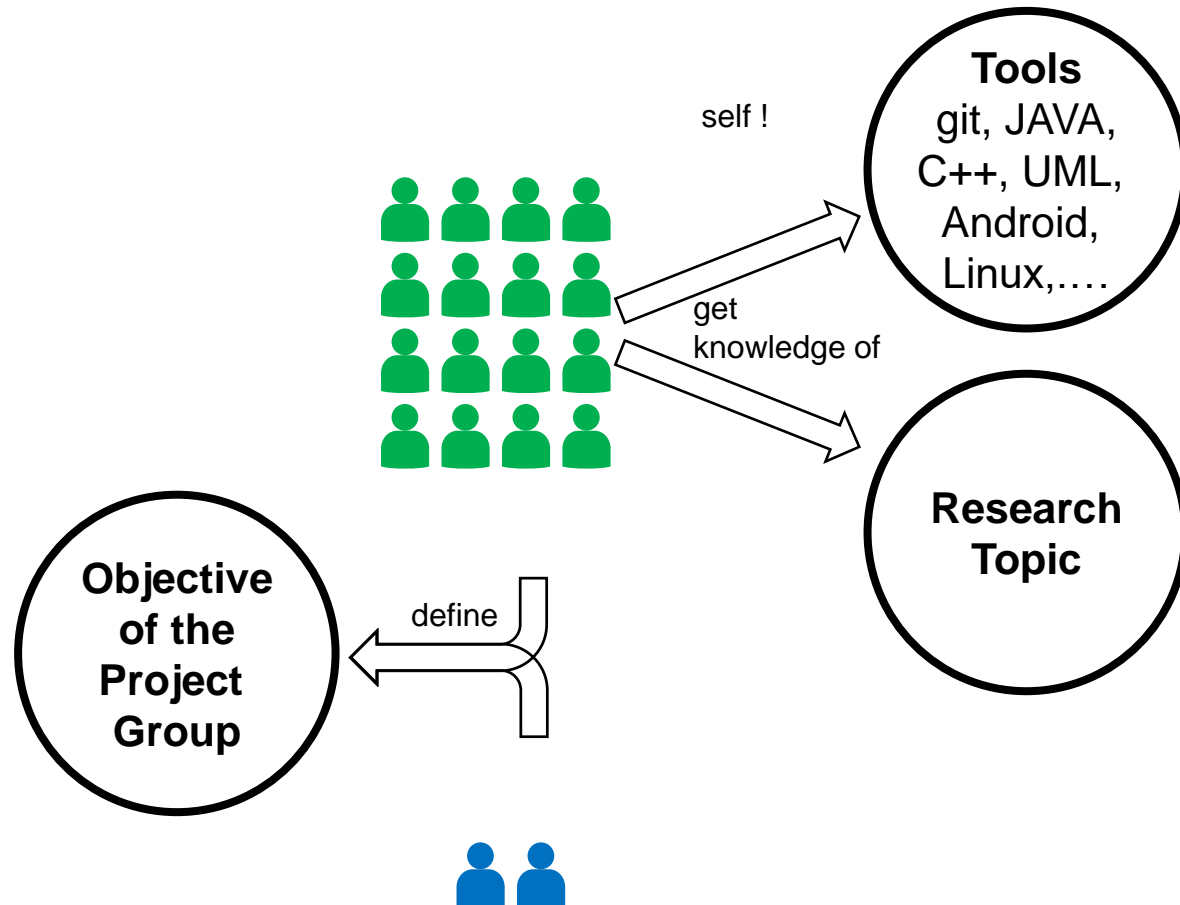 Tools
git, JAVA,
C++, UML,
Android,
Linux,.…
self !
get
knowledge of
Research
Topic
define
Objective
of the
Project
Group